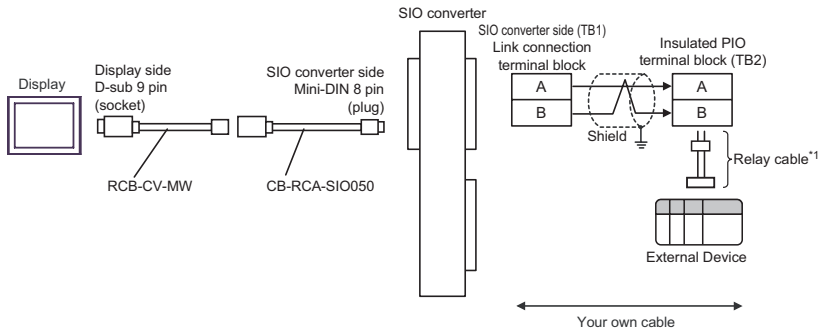 SIO converter
SIO converter side (TB1)
Link connection
terminal block
Insulated PIO
terminal block (TB2)
Display
Display side
D-sub 9 pin
(socket)
SIO converter side
Mini-DIN 8 pin
(plug)
A
B
A
B
Shield
Relay cable*1
RCB-CV-MW
CB-RCA-SIO050
External Device
Your own cable